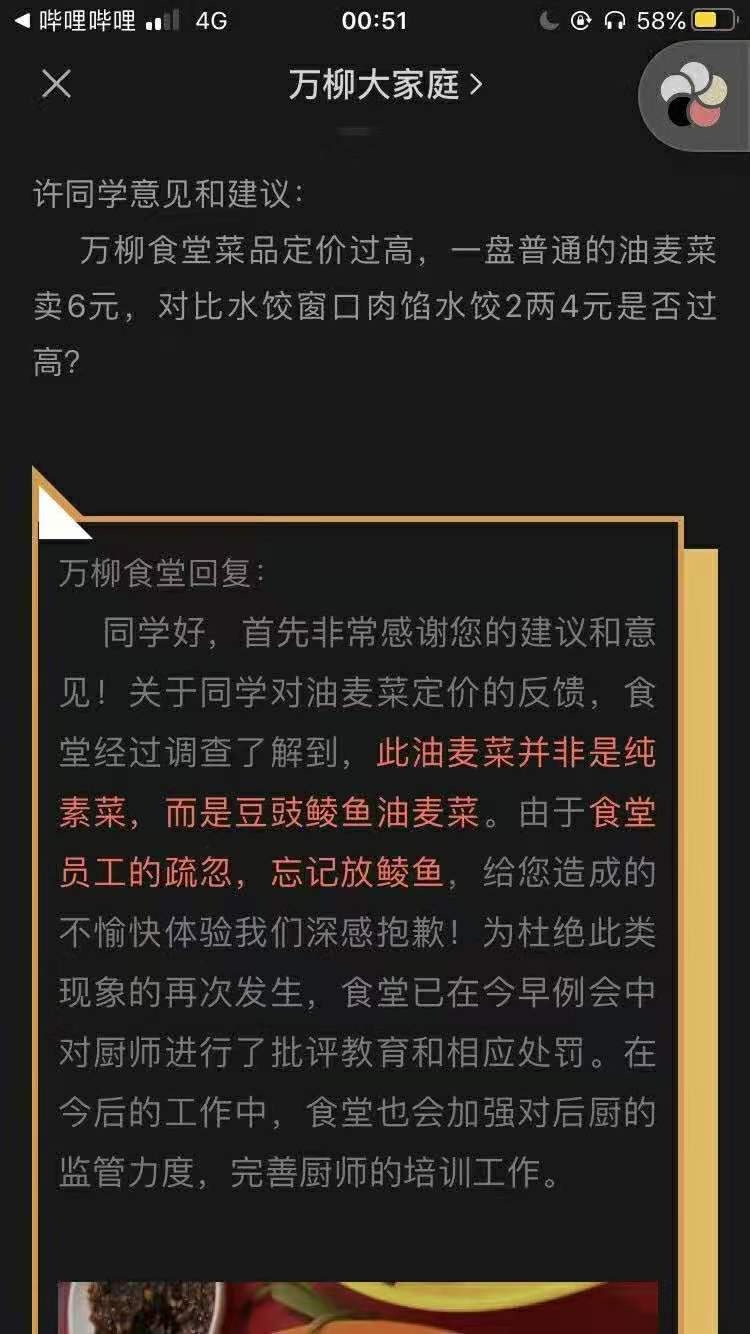 哔哩哔哩 4G 00:51 58%
万柳大家庭
许同学意见和建议：
万柳食堂菜品定价过高，一盘普通的油麦菜
卖6元，对比水饺窗口肉馅水饺2两4元是否过
高？
万柳食堂回复：
同学好，首先非常感谢您的建议和意
见！关于同学对油麦菜定价的反馈，食
堂经过调查了解到，此油麦菜并非是纯
素菜，而是豆豉鲮鱼油麦菜。由于食堂
员工的疏忽，忘记放鲮鱼，给您造成的
不愉快体验我们深感抱歉！为杜绝此类
现象的再次发生，食堂已在今早例会中
对厨师进行了批评教育和相应处罚。在
今后的工作中，食堂也会加强对后厨的
监管力度，完善厨师的培训工作。